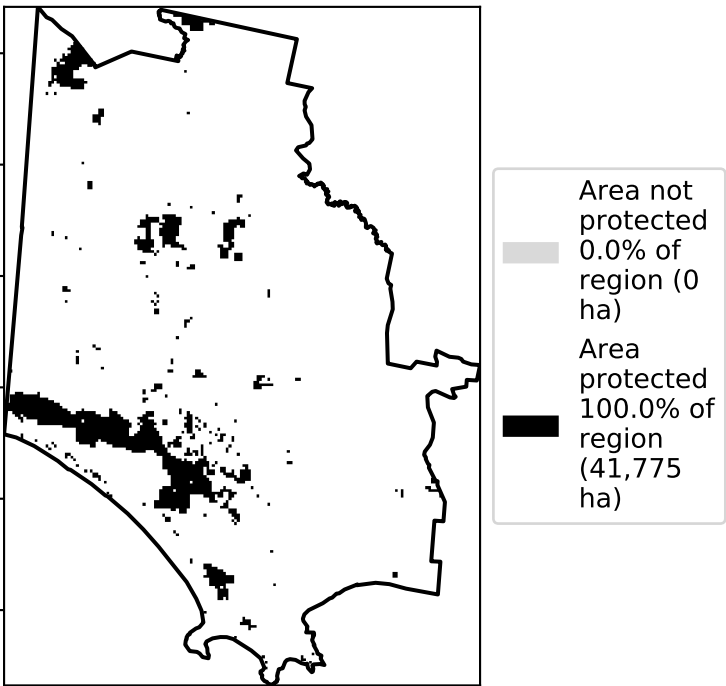 Area not
protected
0.0% of
region (0
ha)
Area
protected
100.0% of
region
(41,775
ha)